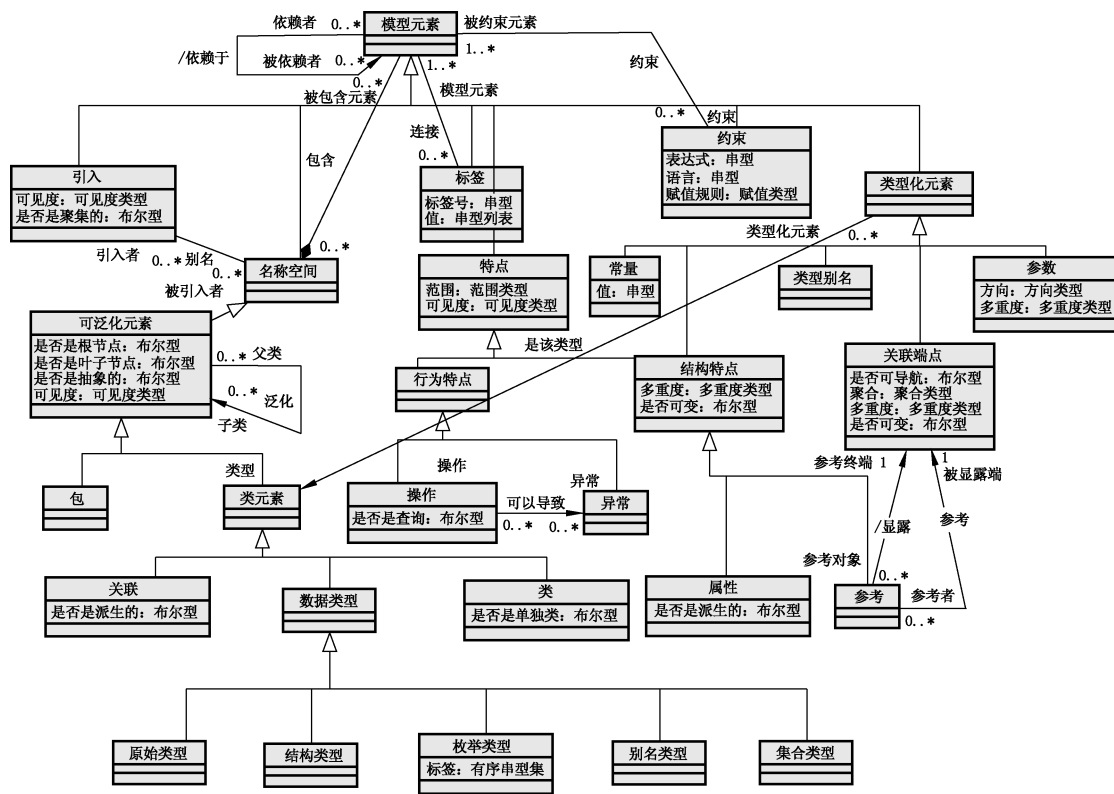 依赖者 0..* 模型元素 被约束元素
/依赖于 被依赖者 0..* 1..* 1..* 约束
0..*
被包含元素 模型元素
0..* 约束
连接
包含
0..*
引入
可见度：可见度类型
是否是聚集的：布尔型
标签
标签号：串型
值：串型列表
约束
表达式：串型
语言：串型
赋值规则：赋值类型
类型化元素
引入者 0..* 别名
0..*
被引入者
名称空间
0..*
类型化元素 0..*
特点
范围：范围类型
可见度：可见度类型
常量
值：串型
类型别名
参数
方向：方向类型
多重度：多重度类型
可泛化元素
是否是根节点：布尔型
是否是叶子节点：布尔型
是否是抽象的：布尔型
可见度：可见度类型
0..* 父类
0..* 泛化
子类
是该类型
行为特点
结构特点
多重度：多重度类型
是否可变：布尔型
关联端点
是否可导航：布尔型
聚合：聚合类型
多重度：多重度类型
是否可变：布尔型
参考终端 1
1
被显露端
包
类型
类元素
操作
操作
是否是查询：布尔型
可以导致
0..* 0..*
异常
异常
/显露
参考
参考对象
0..*
参考者
0..*
关联
是否是派生的：布尔型
数据类型
类
是否是单独类：布尔型
属性
是否是派生的：布尔型
参考
原始类型
结构类型
枚举类型
标签：有序串型集
别名类型
集合类型